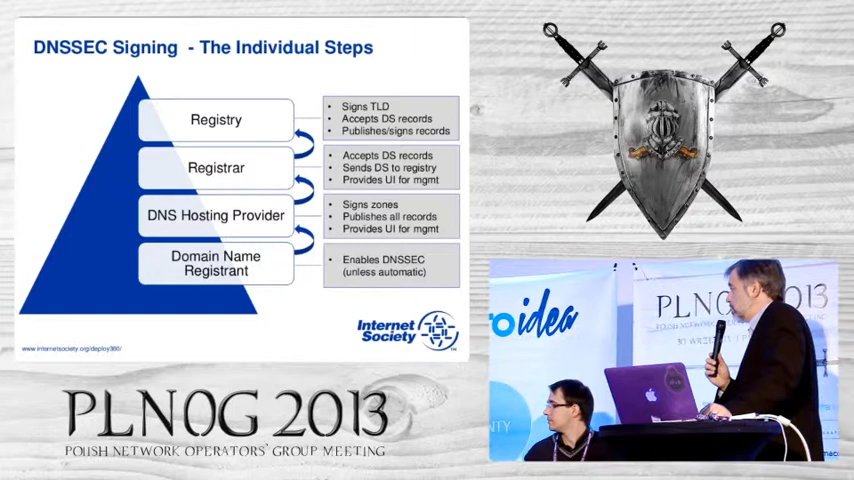 DNSSEC Signing - The Individual Steps
Registry
• Signs TLD
• Accepts DS records
• Publishes/signs records
Registrar
• Accepts DS records
• Sends DS to registry
• Provides UI for mgmt
DNS Hosting Provider
• Signs zones
• Publishes all records
• Provides UI for mgmt
Domain Name
Registrant
• Enables DNSSEC
(unless automatic)
Internet
Society
www.internetsociety.org/deploy360/
PLNOG 2013
POLISH NETWORK OPERATORS' GROUP MEETING
idea
PLNOG 2013